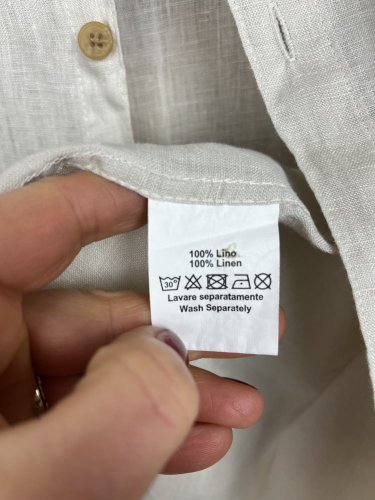 100% Lino
100% Linen
30°
Lavare separatamente
Wash Separately